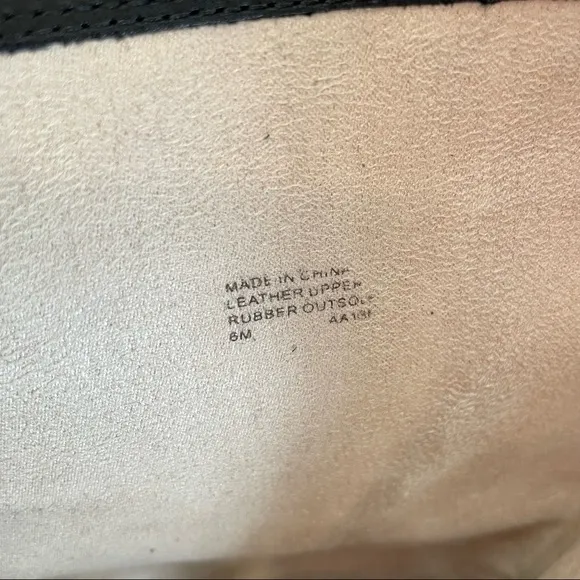 MADE IN CHINA
LEATHER UPPER
RUBBER OUTSOLE
6M